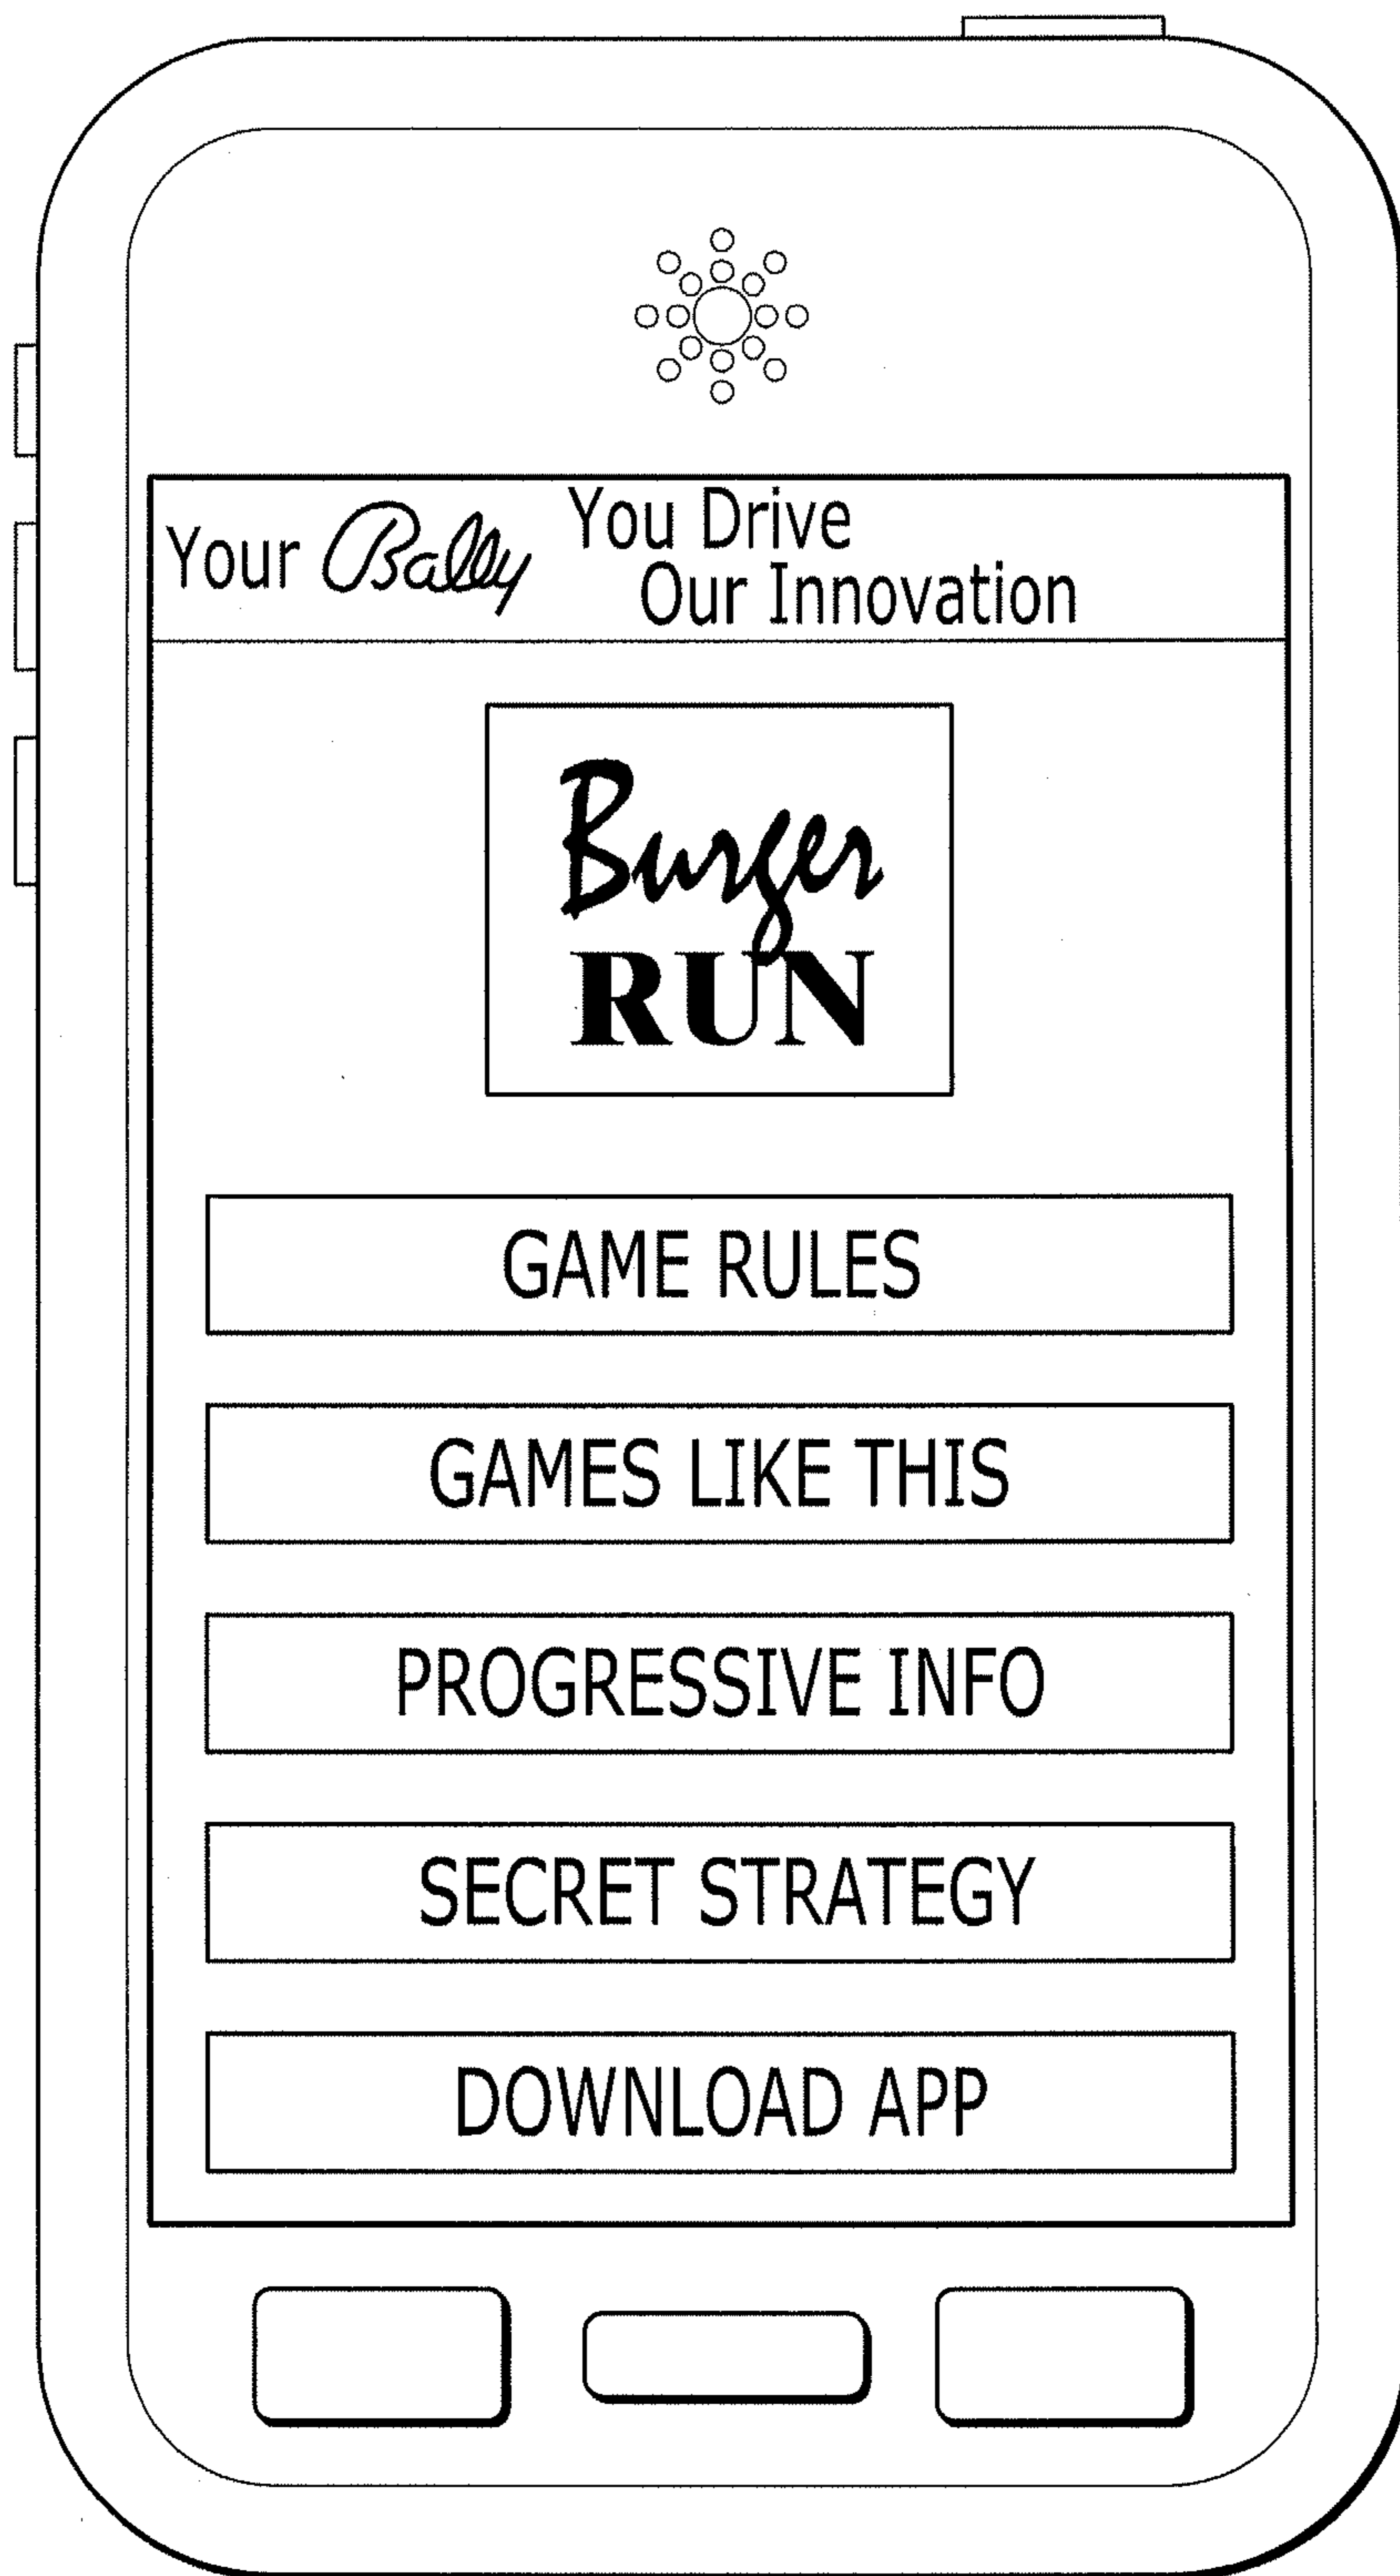 Your Bally You Drive
Our Innovation
Burger
RUN
GAME RULES
GAMES LIKE THIS
PROGRESSIVE INFO
SECRET STRATEGY
DOWNLOAD APP